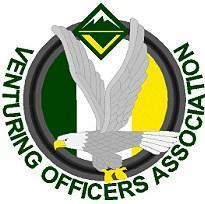 VENTURING OFFICERS ASSOCIATION